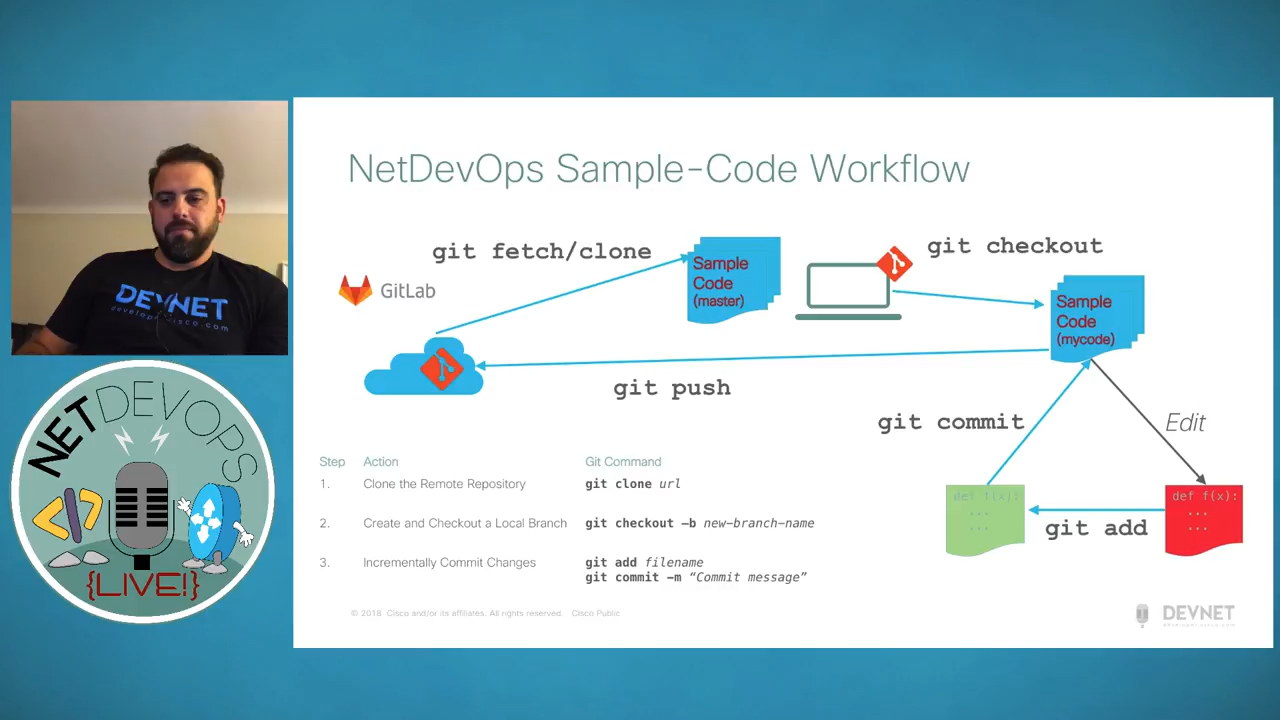 NetDevOps Sample-Code Workflow
git fetch/clone
git checkout
GitLab
Sample
Code
(master)
Sample
Code
(mycode)
git push
git commit
Edit
def f(x):
...
...
git add
def f(x):
...
...
Step Action Git Command
1. Clone the Remote Repository git clone url
2. Create and Checkout a Local Branch git checkout –b new-branch-name
3. Incrementally Commit Changes git add filename
git commit –m “Commit message”
© 2018 Cisco and/or its affiliates. All rights reserved. Cisco Public
DEVNET
DEVNET
NETDEVOPS
</>
{LIVE!}